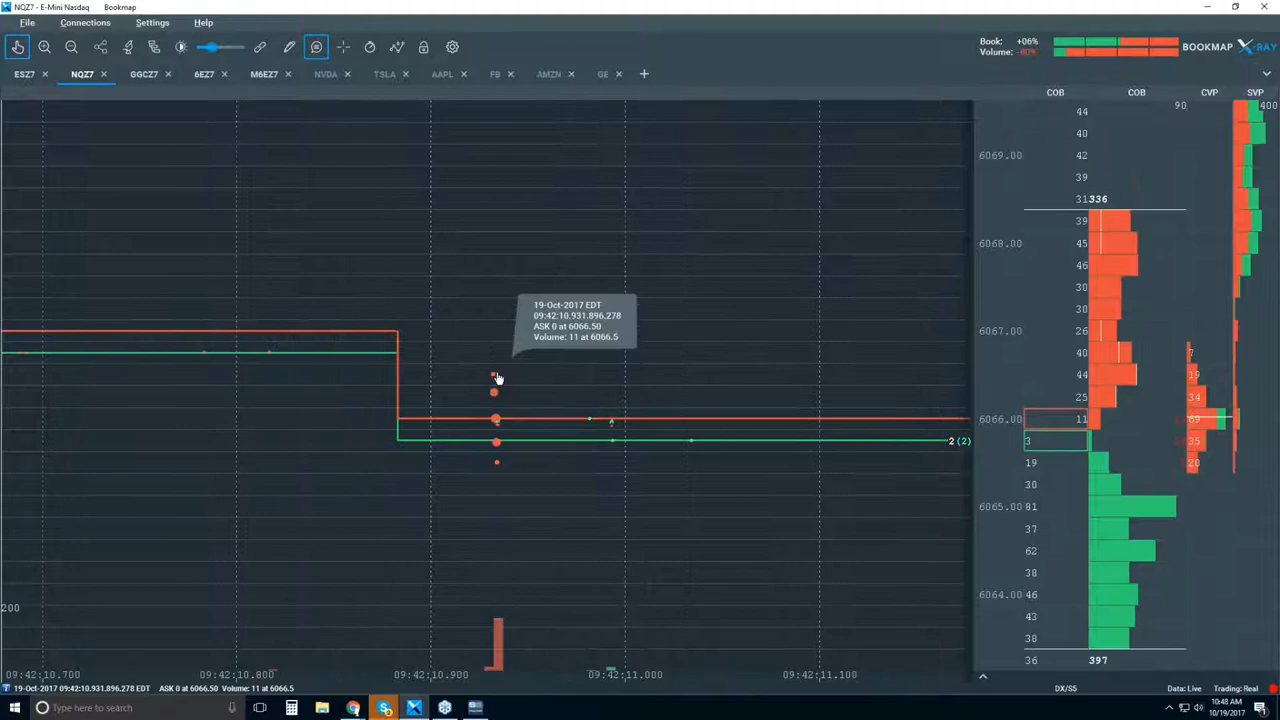 NQZ7 - E-Mini Nasdaq Bookmap
File Connections Settings Help
Book: +06%
Volume: -80%
BOOKMAP X-RAY
ESZ7 NQZ7 GGCZ7 6EZ7 M6EZ7 NVDA TSLA AAPL FB AMZN GE
COB COB CVP SVP
90 400
44
40
6069.00 42
39
31 336
39
6068.00 45
46
30
30
6067.00 26
40 7
44 19
25 34
6066.00 11 69
3 35
19 20
30
6065.00 81
37
62
38
6064.00 46
43
38
36 397
19-Oct-2017 EDT
09:42:10.931.896.278
ASK 0 at 6066.50
Volume: 11 at 6066.5
2 (2)
200
09:42:10.700 09:42:10.800 09:42:10.900 09:42:11.000 09:42:11.100
19-Oct-2017 09:42:10.931.896.278 EDT ASK 0 at 6066.50 Volume: 11 at 6066.5
DX/S5 Data: Live Trading: Real
Type here to search
10:48 AM
10/19/2017